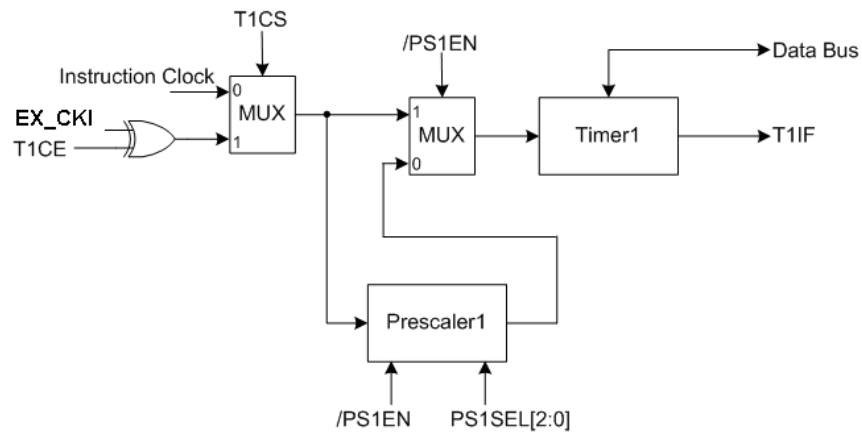 T1CS
/PS1EN
Data Bus
Instruction Clock
0
MUX
1
EX_CKI
T1CE
1
MUX
0
Timer1
T1IF
Prescaler1
/PS1EN
PS1SEL[2:0]